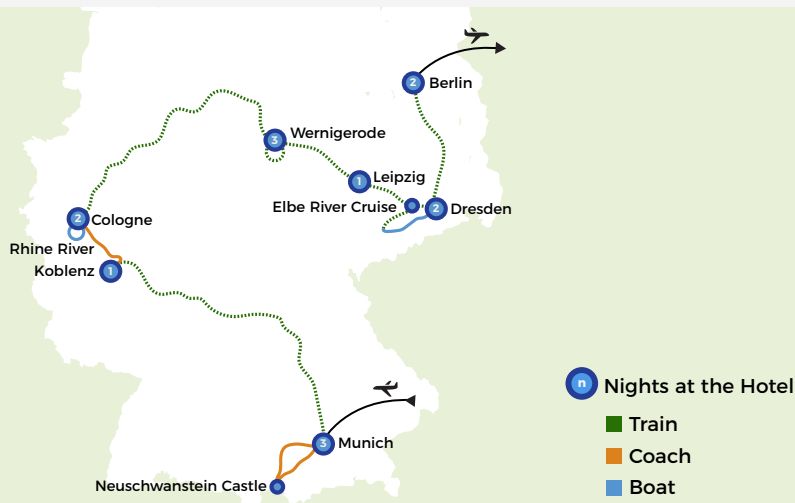 2
Berlin
3
Wernigerode
1
Leipzig
Elbe River Cruise
2
Dresden
2
Cologne
Rhine River
Koblenz
1
n
Nights at the Hotel
Train
3
Munich
Coach
Neuschwanstein Castle
Boat